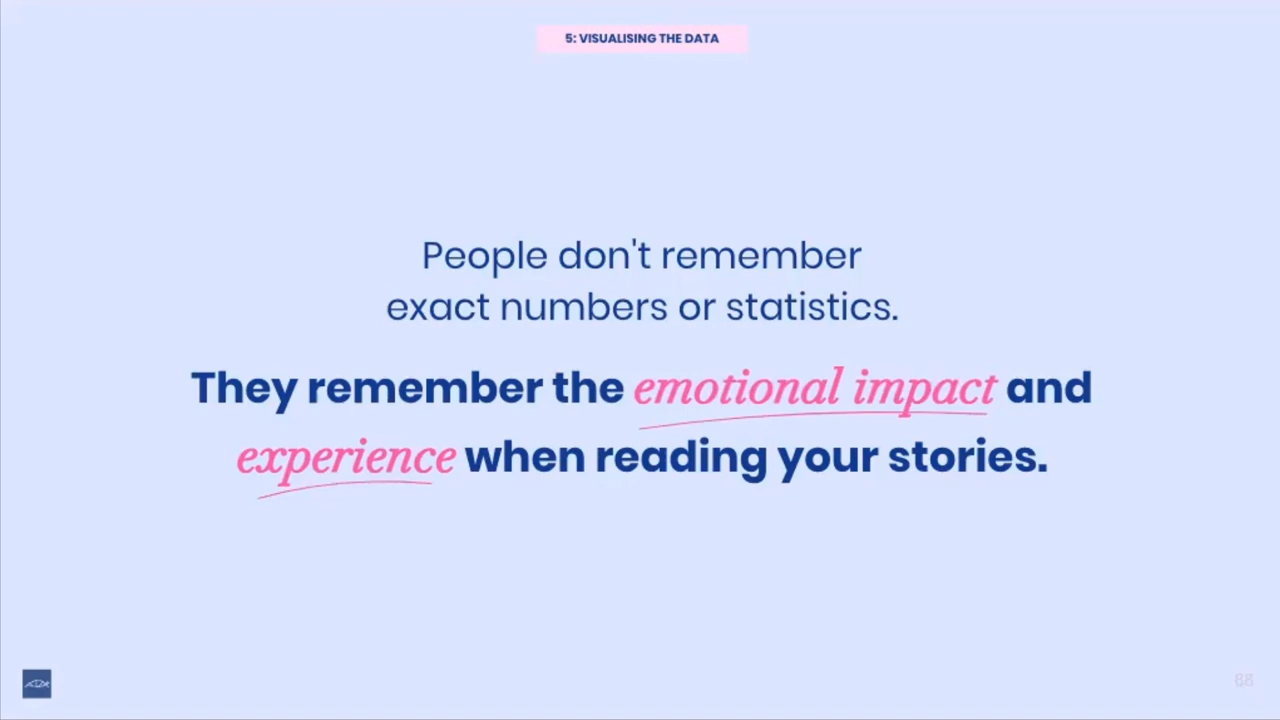 5: VISUALISING THE DATA
People don't remember
exact numbers or statistics.
They remember the emotional impact and
experience when reading your stories.